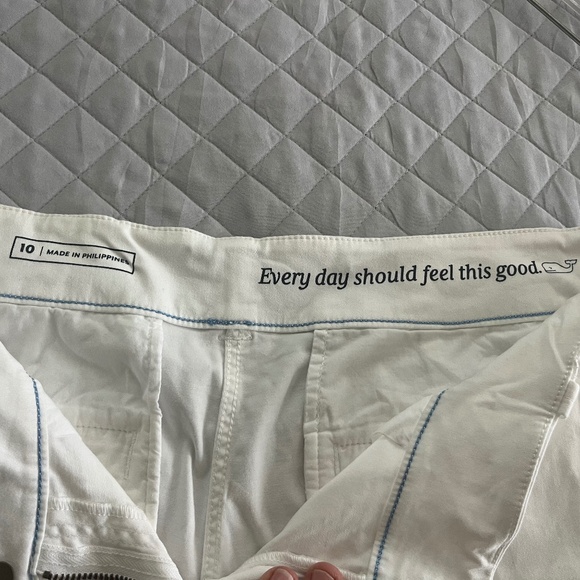 10 | MADE IN PHILIPPINES
Every day should feel this good.